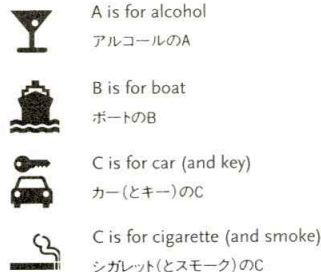 A is for alcohol
アルコールのA
B is for boat
ボートのB
C is for car (and key)
カー(とキー)のC
C is for cigarette (and smoke)
シガレット(とスモーク)のC